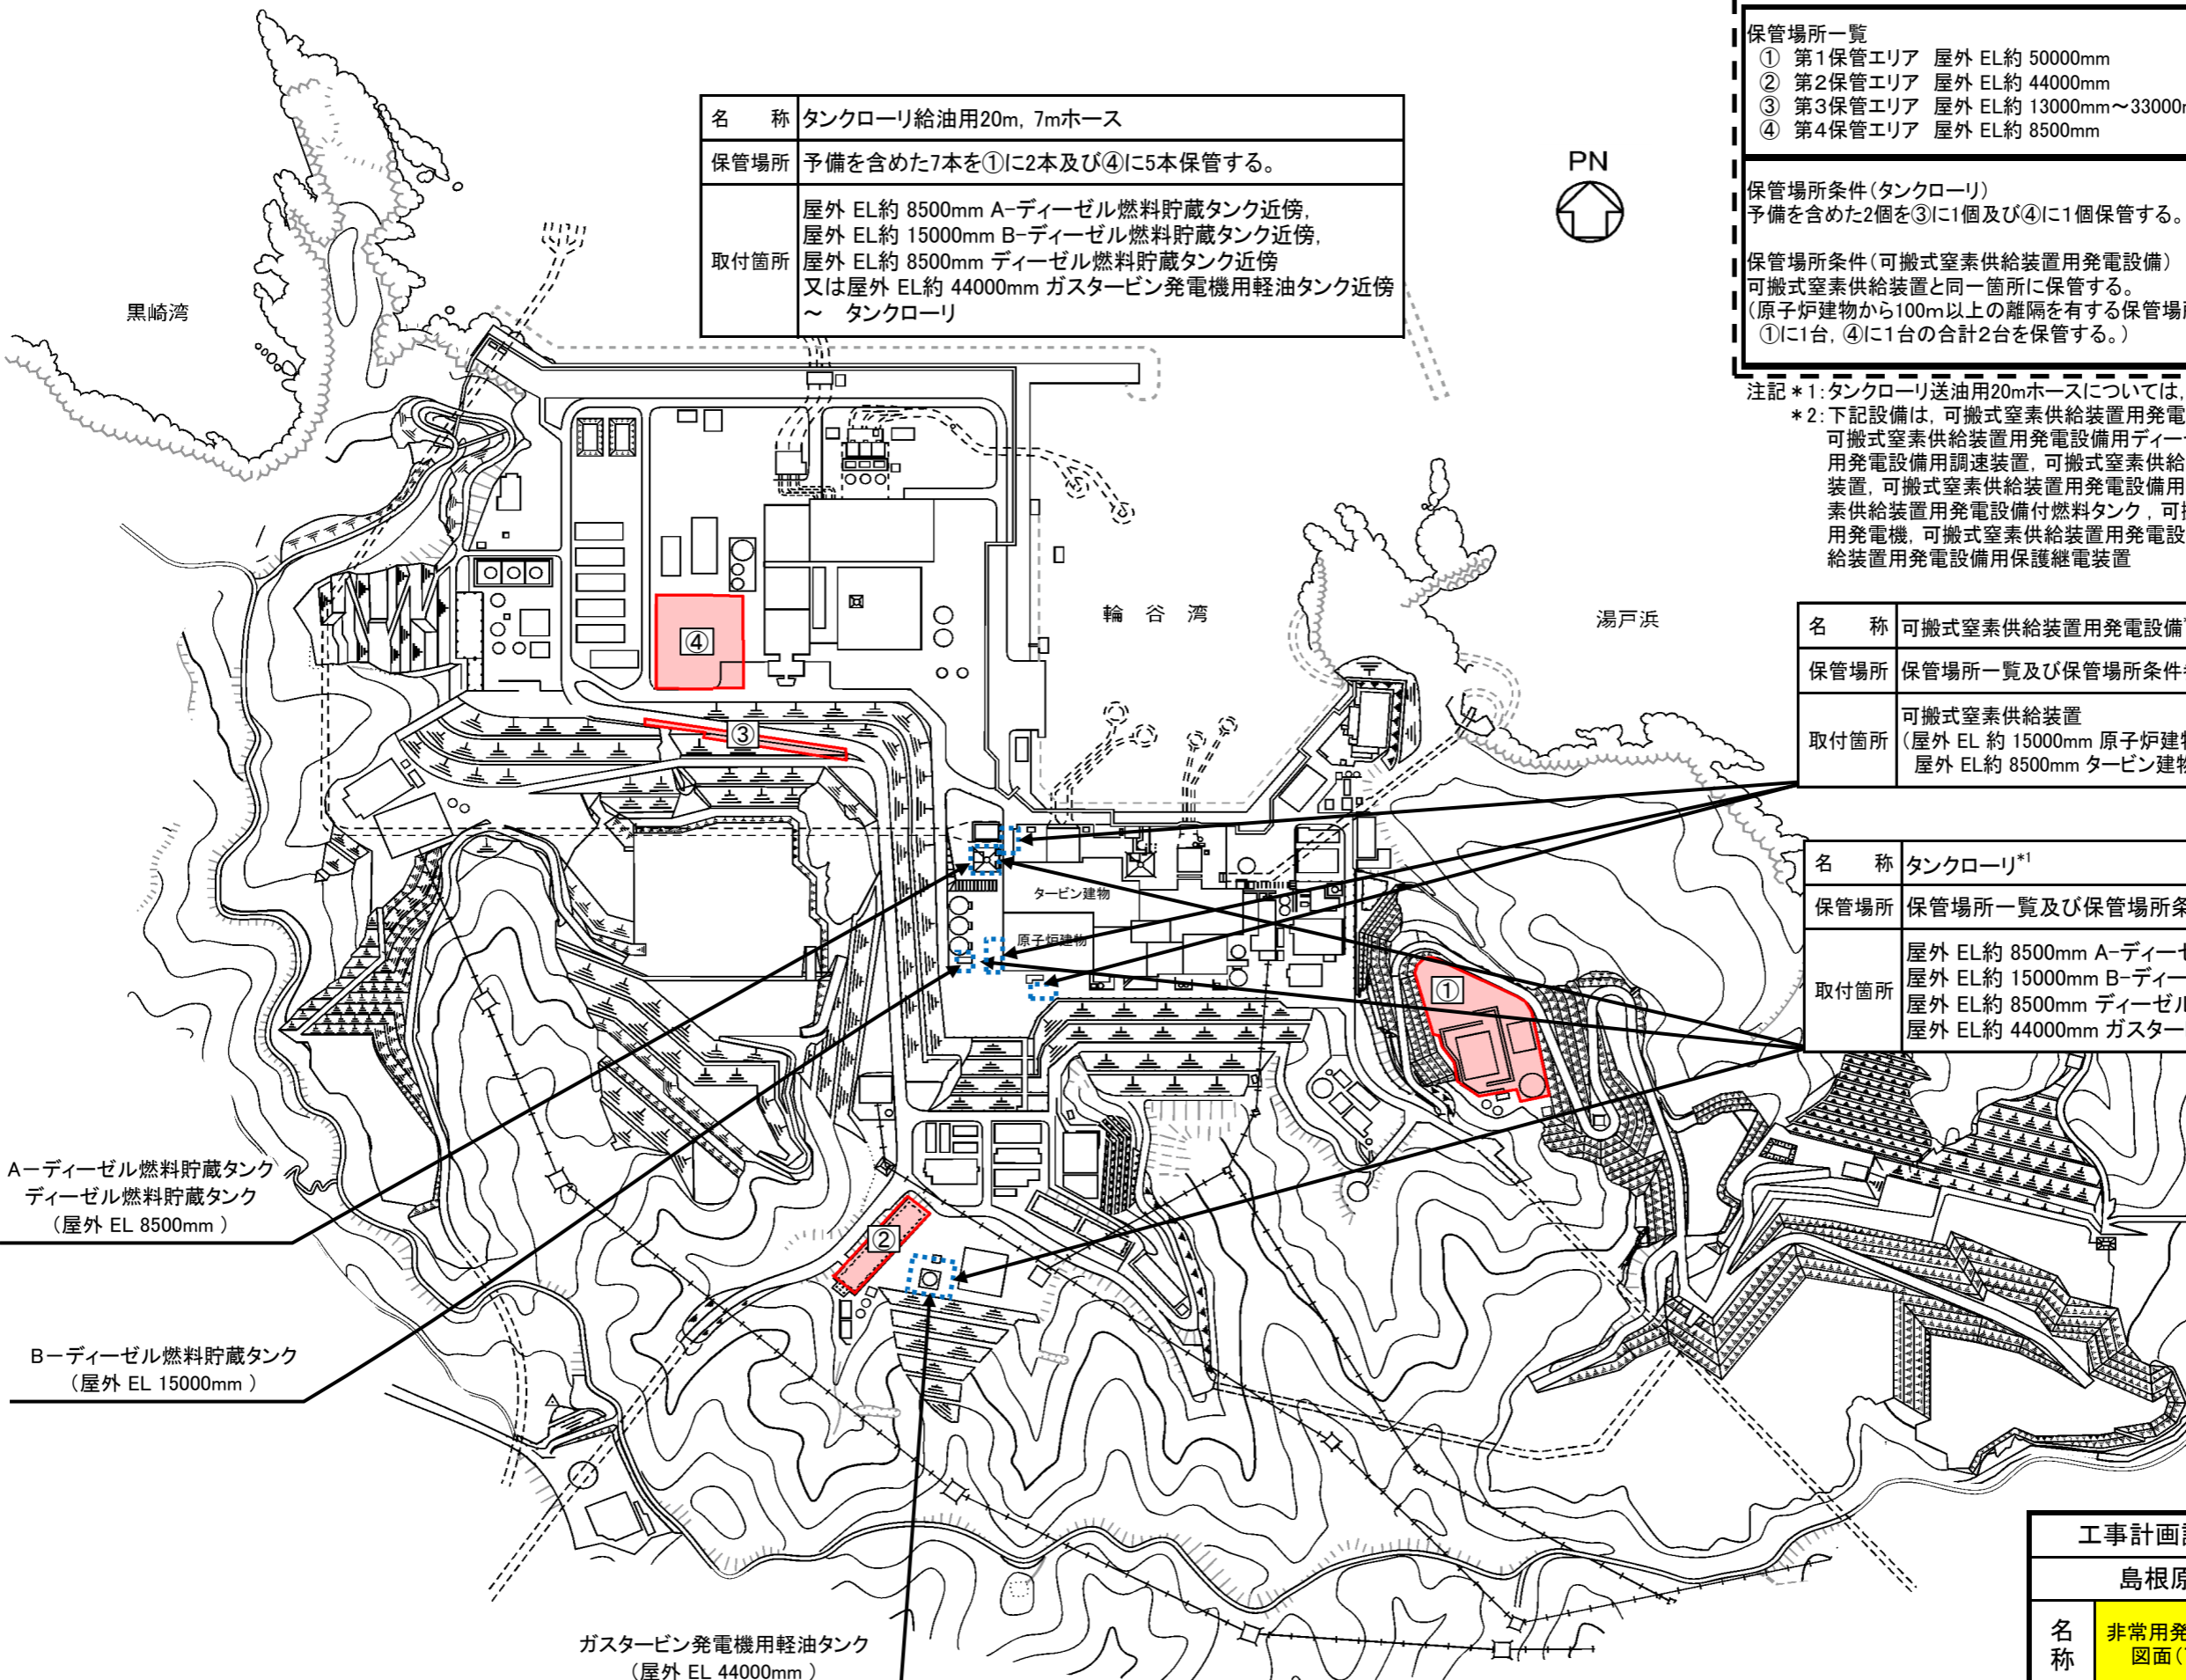 保管場所一覧
① 第1保管エリア 屋外 EL約 50000mm
② 第2保管エリア 屋外 EL約 44000mm
③ 第3保管エリア 屋外 EL約 13000mm～33000m
④ 第4保管エリア 屋外 EL約 8500mm
保管場所条件(タンクローリ)
予備を含めた2個を③に1個及び④に1個保管する。
保管場所条件(可搬式窒素供給装置用発電設備)
可搬式窒素供給装置と同一箇所に保管する。
(原子炉建物から100m以上の離隔を有する保管場所
①に1台, ④に1台の合計2台を保管する。)
注記*1:タンクローリ送油用20mホースについては,
*2:下記設備は, 可搬式窒素供給装置用発電
可搬式窒素供給装置用発電設備用ディー
用発電設備用調速装置, 可搬式窒素供給
装置, 可搬式窒素供給装置用発電設備用
素供給装置用発電設備付燃料タンク, 可搬
用発電機, 可搬式窒素供給装置用発電設
給装置用発電設備用保護継電装置
名 称 タンクローリ給油用20m, 7mホース
保管場所 予備を含めた7本を①に2本及び④に5本保管する。
取付箇所 屋外 EL約 8500mm A-ディーゼル燃料貯蔵タンク近傍,
屋外 EL約 15000mm B-ディーゼル燃料貯蔵タンク近傍,
屋外 EL約 8500mm ディーゼル燃料貯蔵タンク近傍
又は屋外 EL約 44000mm ガスタービン発電機用軽油タンク近傍
～ タンクローリ
PN
黒崎湾
輪谷湾
湯戸浜
名 称 可搬式窒素供給装置用発電設備
保管場所 保管場所一覧及び保管場所条件
取付箇所 可搬式窒素供給装置
(屋外 EL 約 15000mm 原子炉建物
屋外 EL約 8500mm タービン建物
名 称 タンクローリ*1
保管場所 保管場所一覧及び保管場所条
取付箇所 屋外 EL約 8500mm A-ディーゼ
屋外 EL約 15000mm B-ディー
屋外 EL約 8500mm ディーゼル
屋外 EL約 44000mm ガスター
④
③
タービン建物
原子炉建物
①
②
A-ディーゼル燃料貯蔵タンク
ディーゼル燃料貯蔵タンク
(屋外 EL 8500mm )
B-ディーゼル燃料貯蔵タンク
(屋外 EL 15000mm )
ガスタービン発電機用軽油タンク
(屋外 EL 44000mm )
工事計画
島根原
名称 非常用発
図面(